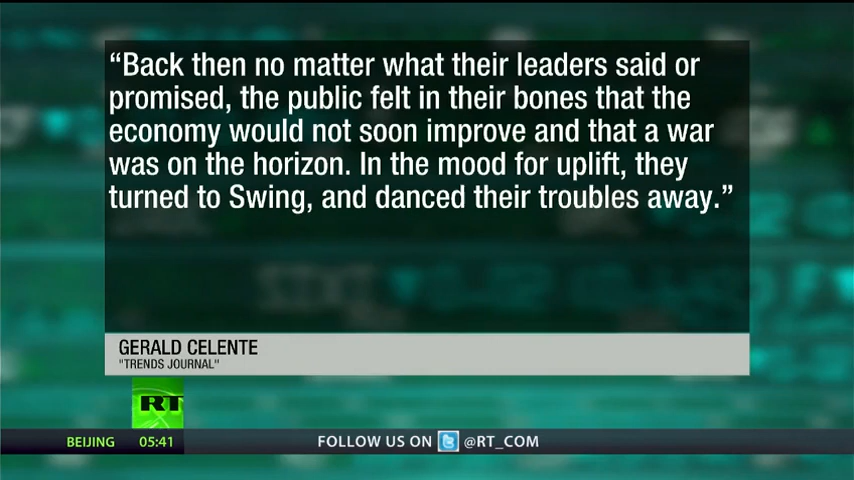 “Back then no matter what their leaders said or
promised, the public felt in their bones that the
economy would not soon improve and that a war
was on the horizon. In the mood for uplift, they
turned to Swing, and danced their troubles away.”
GERALD CELENTE
"TRENDS JOURNAL"
RT
BEIJING 05:41 FOLLOW US ON @RT_COM